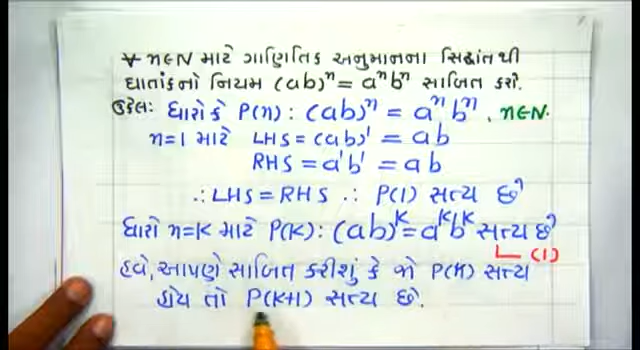 ∀ n∈N માટે ગાણિતિક અનુમાનના સિદ્ધાંતથી
ઘાતાંકનો નિયમ (ab)ⁿ = aⁿbⁿ સાબિત કરો.
ઉકેલ: ધારો કે P(n): (ab)ⁿ = aⁿbⁿ, n∈N.
n=1 માટે LHS = (ab)¹ = ab
RHS = a¹b¹ = ab
∴ LHS = RHS ∴ P(1) સત્ય છે
ધારો n=K માટે P(K): (ab)ᴷ = aᴷbᴷ સત્ય છે
(1)
હવે, આપણે સાબિત કરીશું કે જો P(K) સત્ય
હોય તો P(K+1) સત્ય છે.